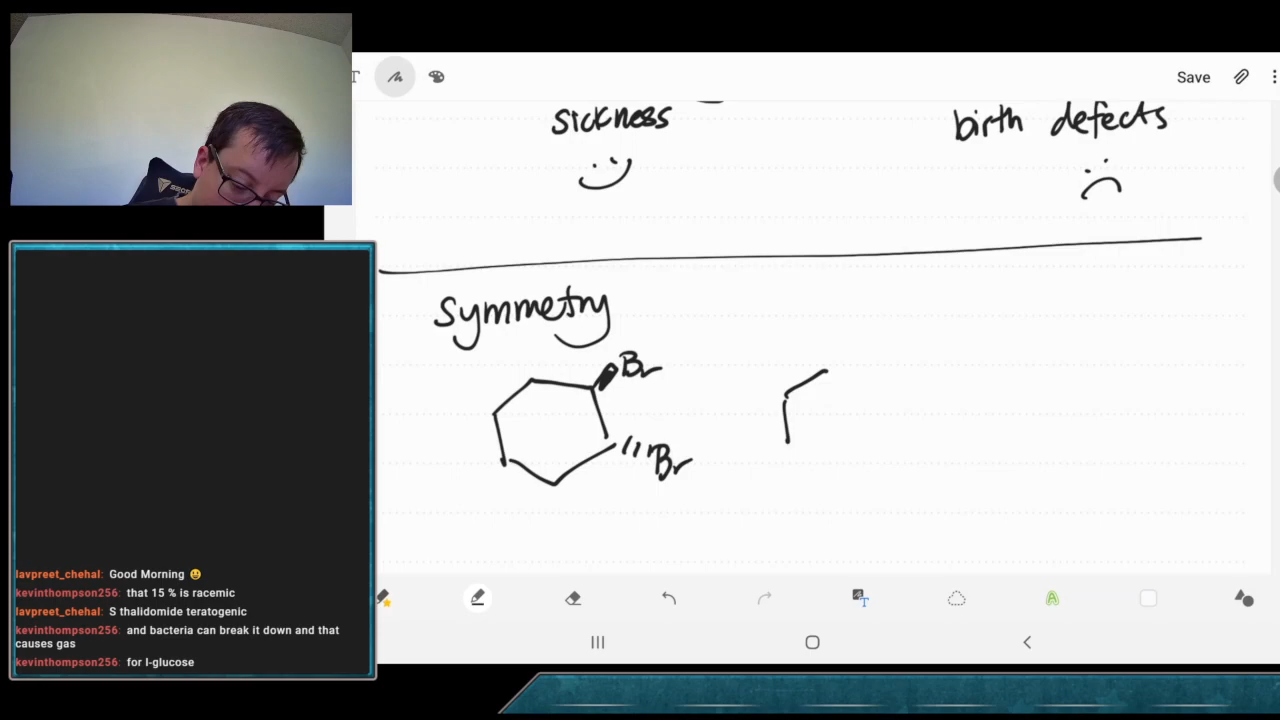 T
Save
sickness
birth defects
Symmetry
Br
Br
lavpreet_chehal: Good Morning 😃
kevinthompson256: that 15 % is racemic
lavpreet_chehal: S thalidomide teratogenic
kevinthompson256: and bacteria can break it down and that
causes gas
kevinthompson256: for l-glucose